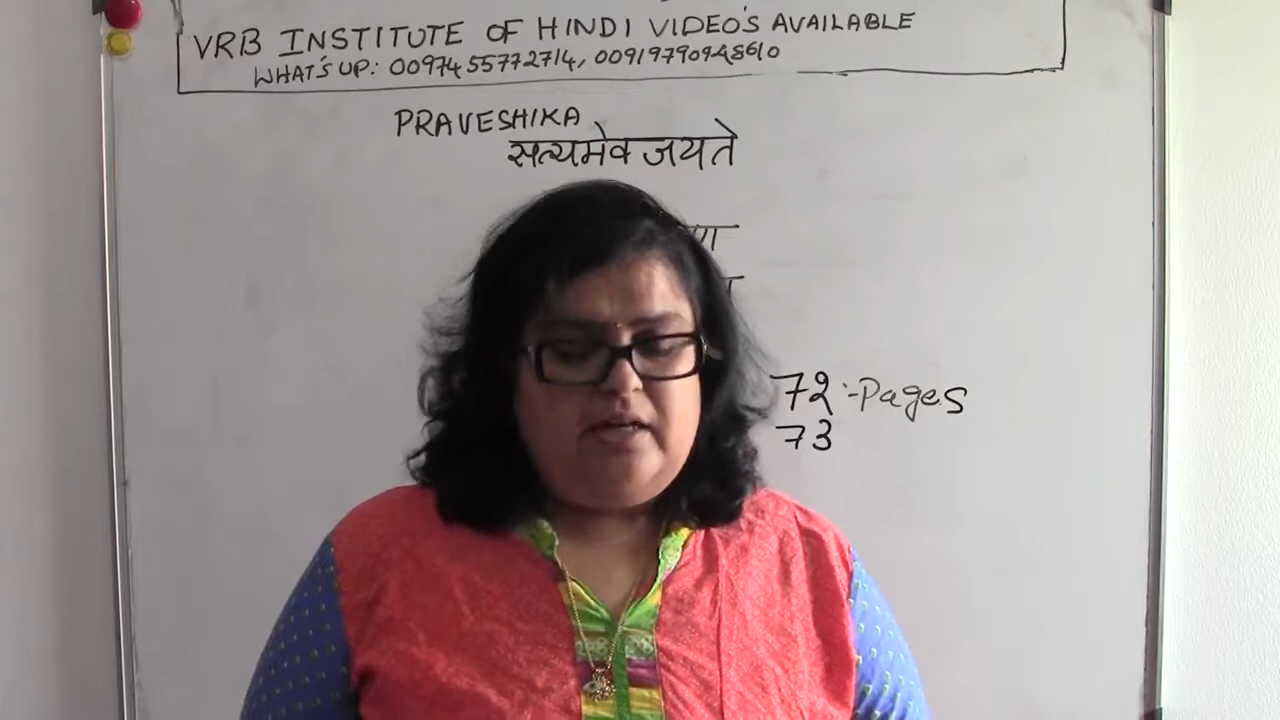 VRB INSTITUTE OF HINDI VIDEO'S AVAILABLE
WHAT'S UP: 0097455772714, 00919790948610
PRAVESHIKA
सत्यमेव जयते
72 :-Pages
73